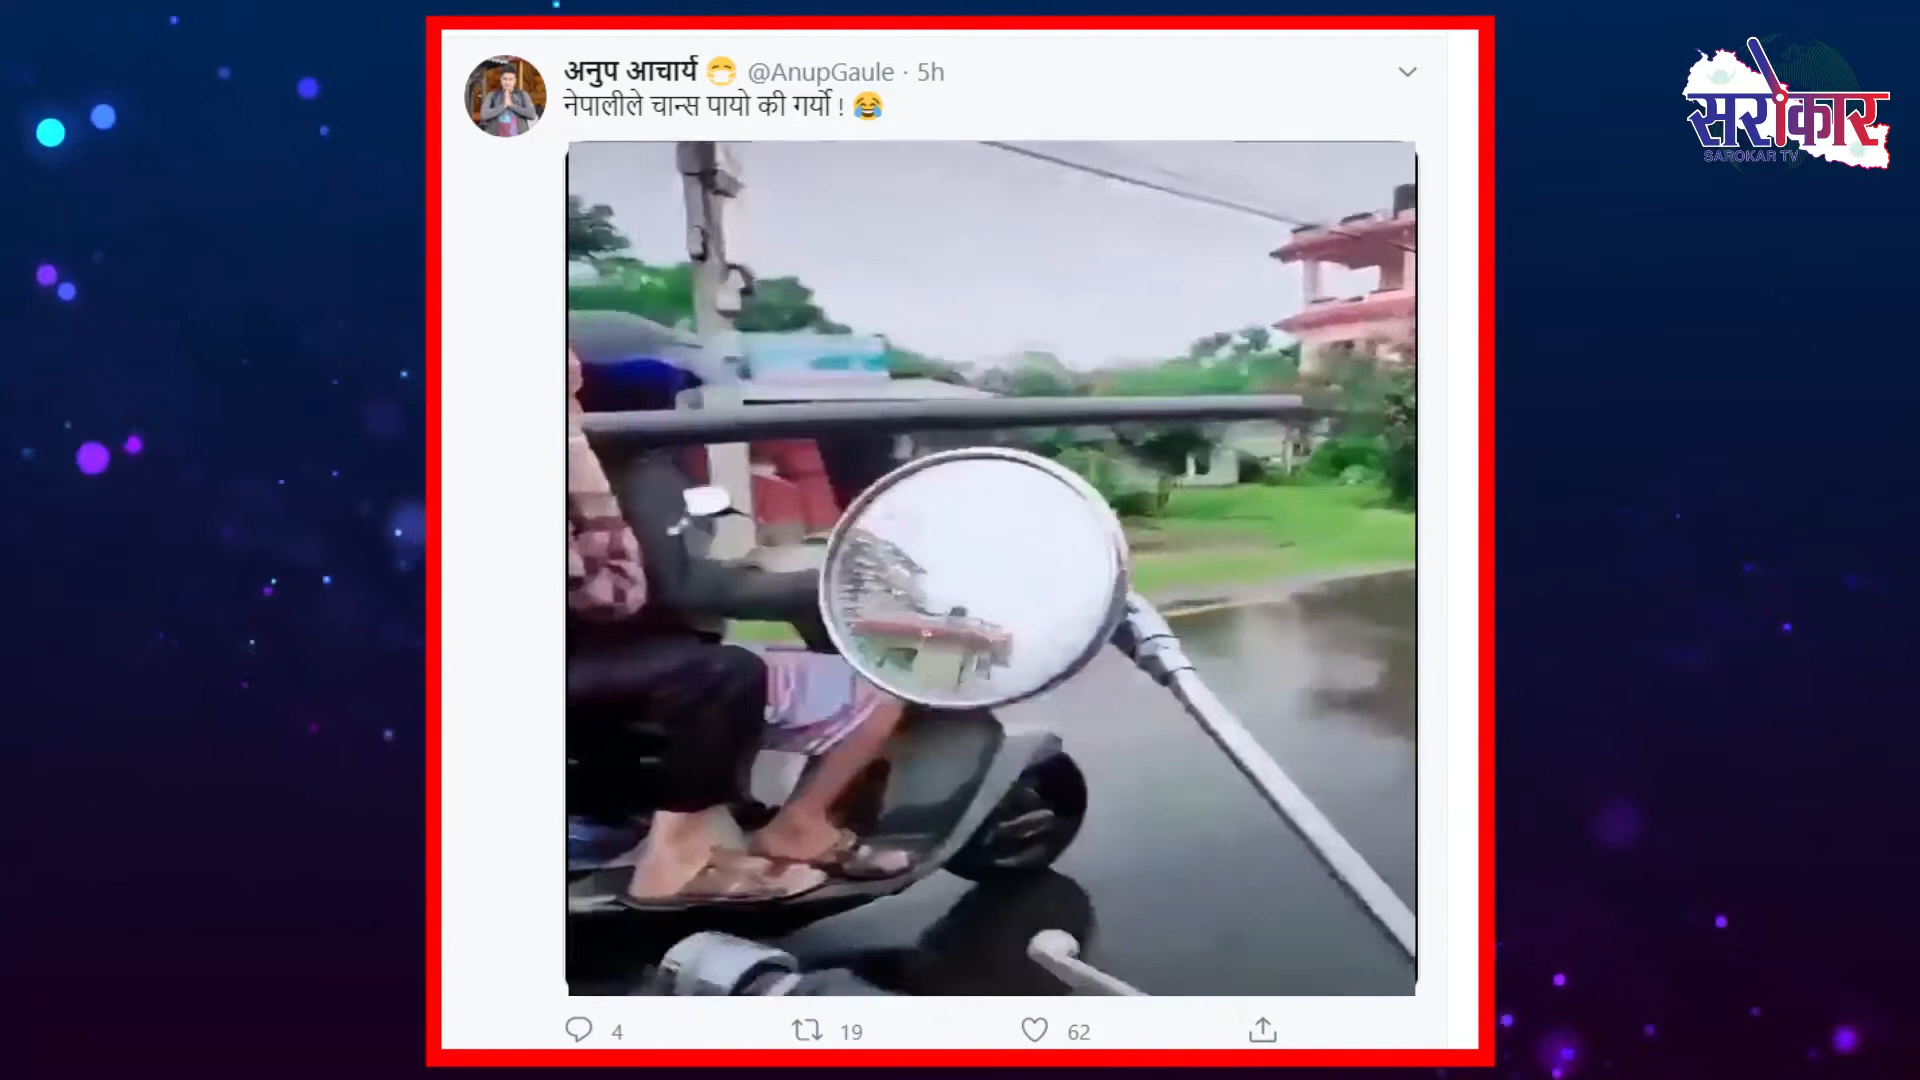 अनुप आचार्य 😷 @AnupGaule · 5h
नेपालीले चान्स पायो की गर्यो ! 😂
सरोकार
SAROKAR TV
4 19 62